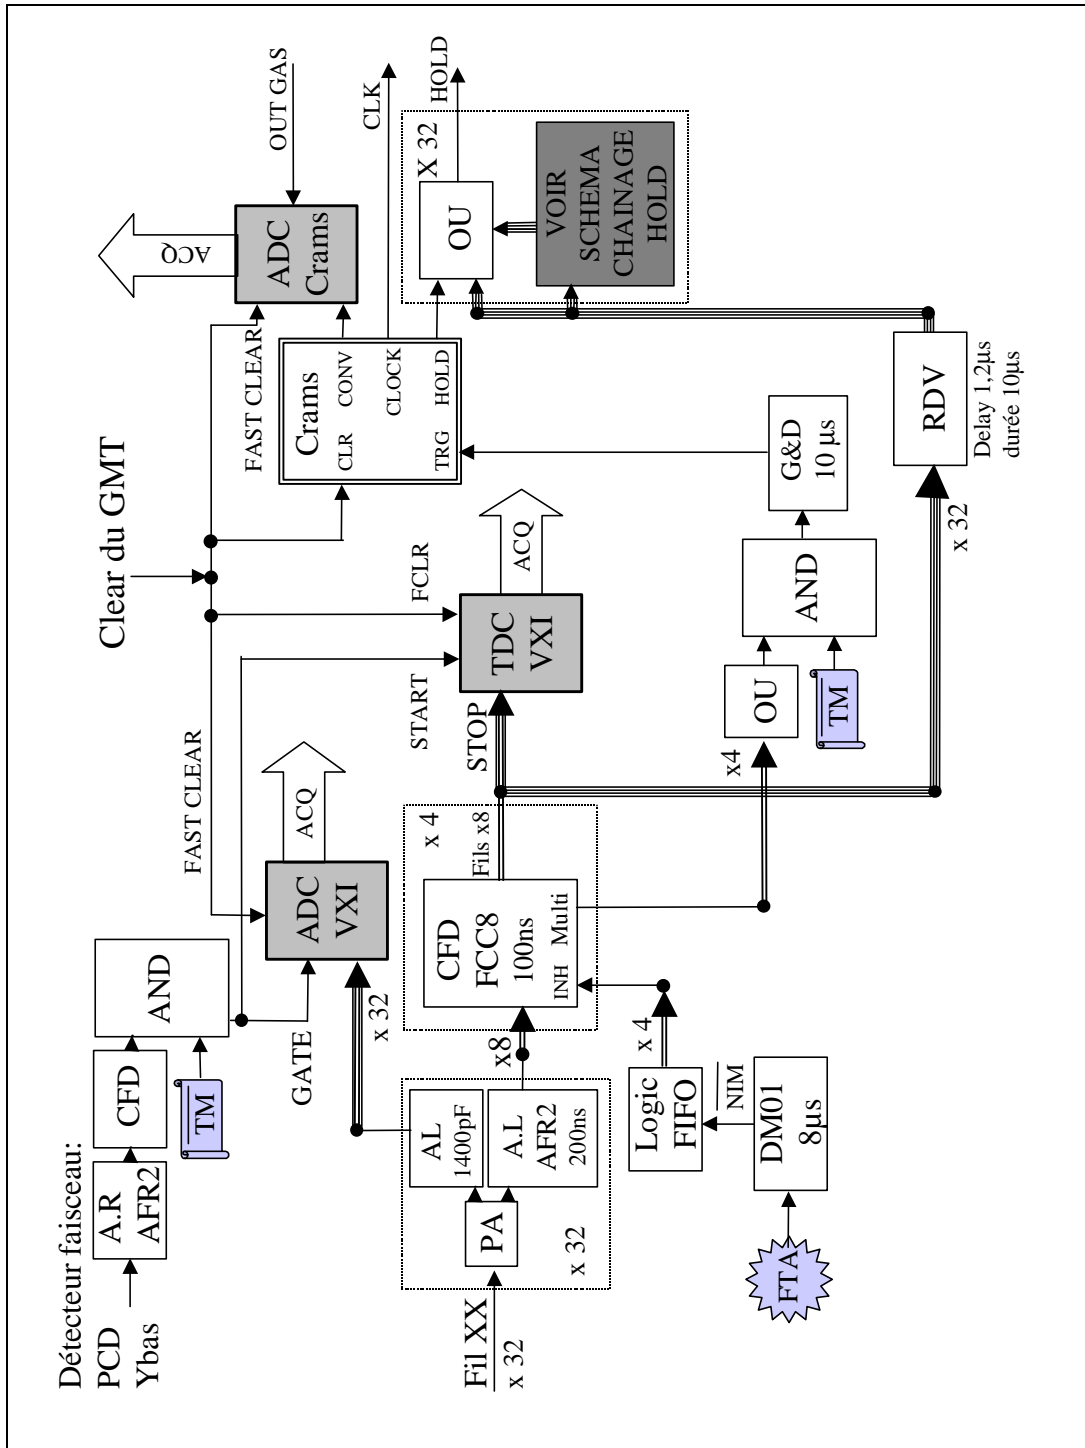 Détecteur faisceau:
PCD
Ybas
A.R
AFR2
CFD
TM
AND
GATE
FAST CLEAR
ADC
VXI
ACQ
x 32
Clear du GMT
START
FCLR
STOP
TDC
VXI
ACQ
FAST CLEAR
Crams
CLR
CONV
CLOCK
TRG
HOLD
ADC
Crams
ACQ
OUT GAS
CLK
HOLD
X 32
OU
VOIR
SCHEMA
CHAINAGE
HOLD
Fil XX
x 32
PA
AL
1400pF
A.L
AFR2
200ns
x 32
x8
CFD
FCC8
100ns
INH
Multi
x 4
Fils x8
FTA
DM01
8µs
NIM
Logic
FIFO
x 4
x4
OU
TM
AND
G&D
10 µs
x 32
RDV
Delay 1,2µs
durée 10µs